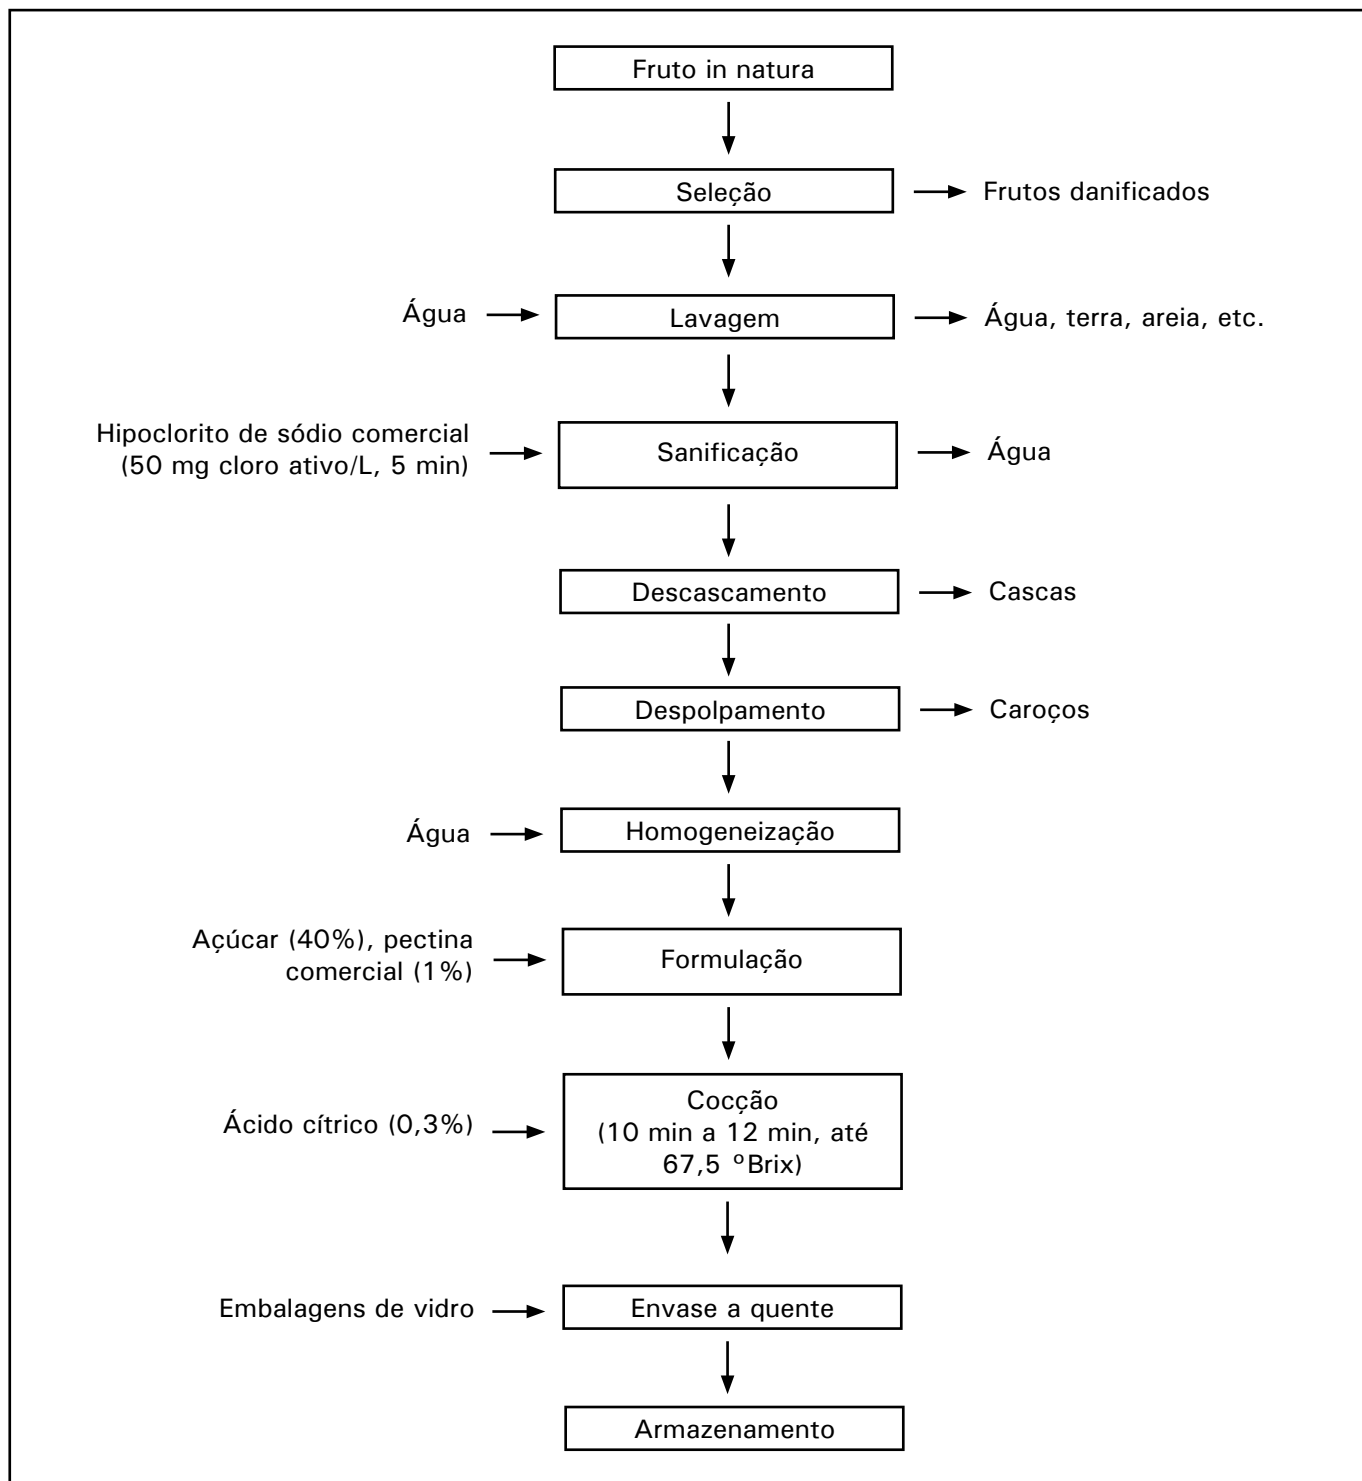 Fruto in natura
Seleção
Frutos danificados
Água
Lavagem
Água, terra, areia, etc.
Hipoclorito de sódio comercial
(50 mg cloro ativo/L, 5 min)
Sanificação
Água
Descascamento
Cascas
Despolpamento
Caroços
Água
Homogeneização
Açúcar (40%), pectina
comercial (1%)
Formulação
Ácido cítrico (0,3%)
Cocção
(10 min a 12 min, até
67,5 ºBrix)
Embalagens de vidro
Envase a quente
Armazenamento